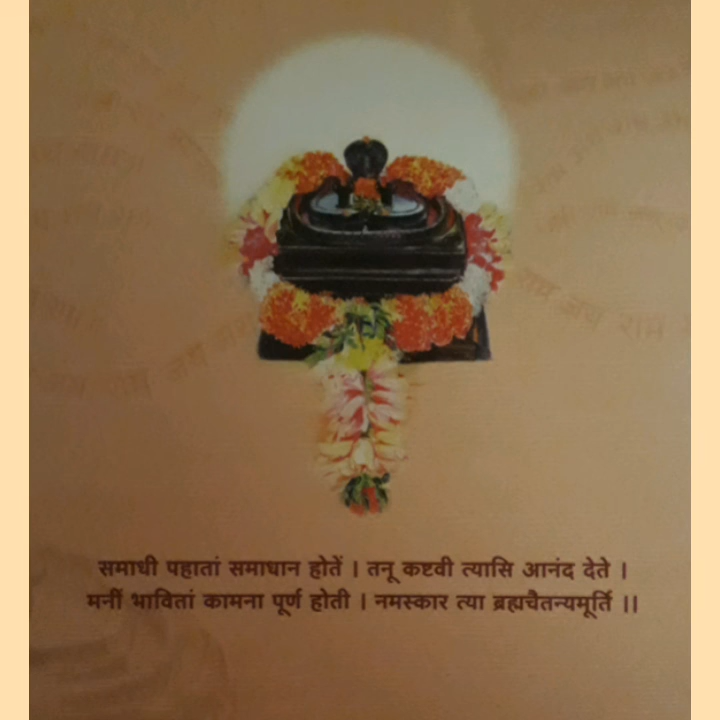 समाधी पहातां समाधान होतें । तनू कष्टवी त्यासि आनंद देते ।
मनीं भावितां कामना पूर्ण होती । नमस्कार त्या ब्रह्मचैतन्यमूर्ति ।।